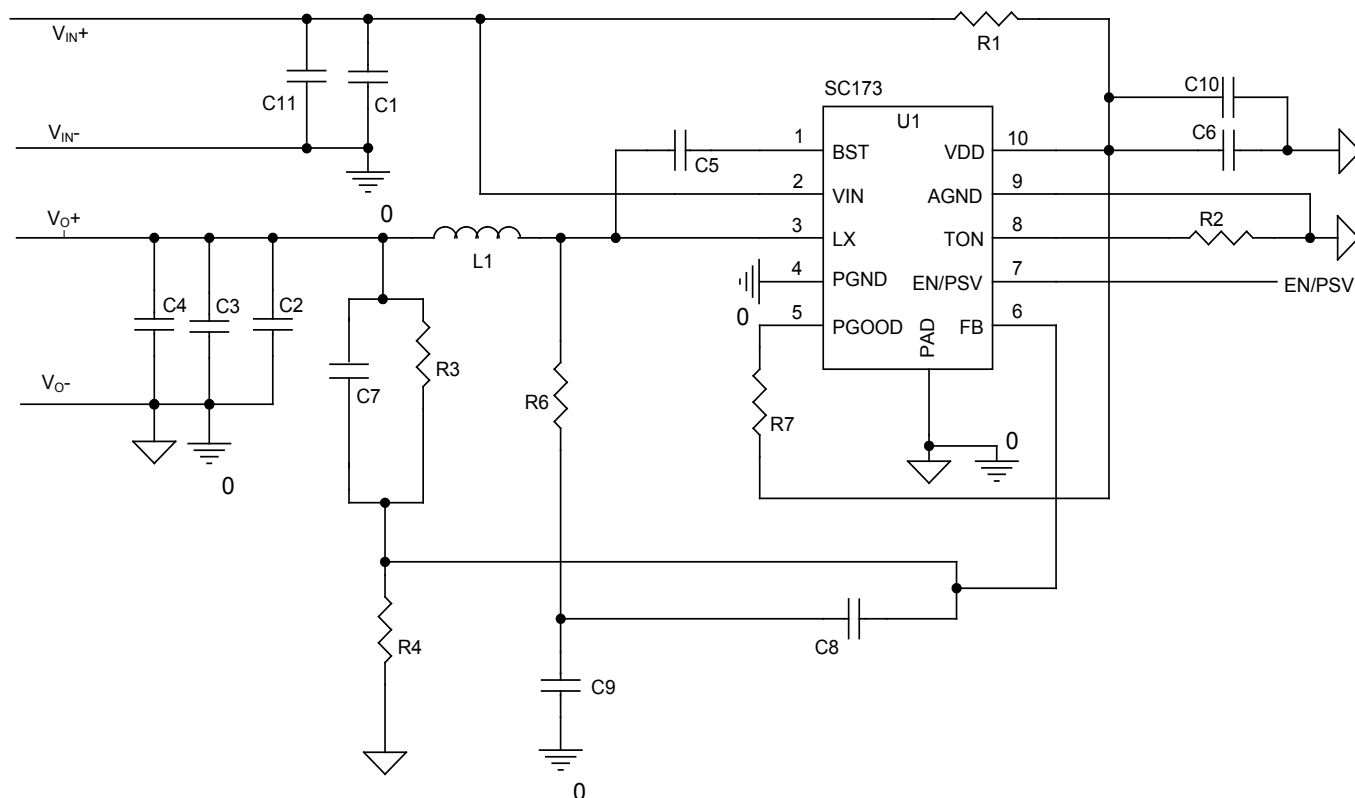 VIN+
R1
SC173
C11
C1
C10
U1
VIN-
C6
1
BST
VDD
10
C5
2
VIN
AGND
9
0
VO+
R2
3
LX
TON
8
L1
4
PGND
EN/PSV
7
EN/PSV
C4
C3
C2
0
5
PGOOD
PAD
FB
6
R3
VO-
C7
R6
R7
0
0
R4
C8
C9
0